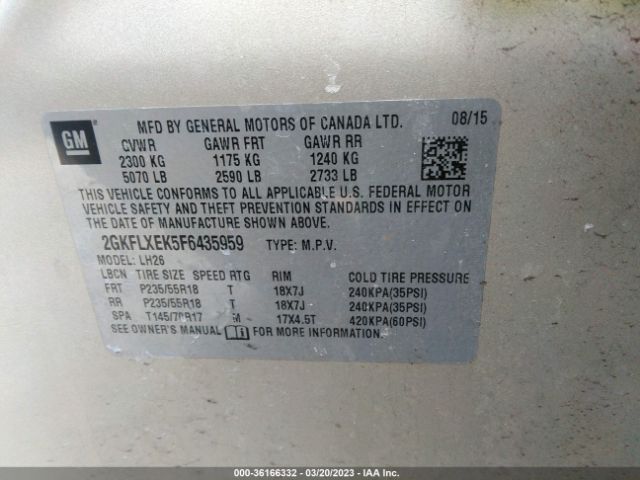 GM
MFD BY GENERAL MOTORS OF CANADA LTD. 08/15
GVWR GAWR FRT GAWR RR
2300 KG 1175 KG 1240 KG
5070 LB 2590 LB 2733 LB
THIS VEHICLE CONFORMS TO ALL APPLICABLE U.S. FEDERAL MOTOR
VEHICLE SAFETY AND THEFT PREVENTION STANDARDS IN EFFECT ON
THE DATE OF MANUFACTURE SHOWN ABOVE.
2GKFLXEK5F6435959 TYPE: M.P.V.
MODEL: LH26
LBCN TIRE SIZE SPEED RTG RIM COLD TIRE PRESSURE
FRT P235/55R18 T 18X7J 240KPA(35PSI)
RR P235/55R18 T 18X7J 240KPA(35PSI)
SPA T145/70R17 M 17X4.5T 420KPA(60PSI)
SEE OWNER'S MANUAL FOR MORE INFORMATION
000-36166332 / 03/20/2023 - IAA Inc.